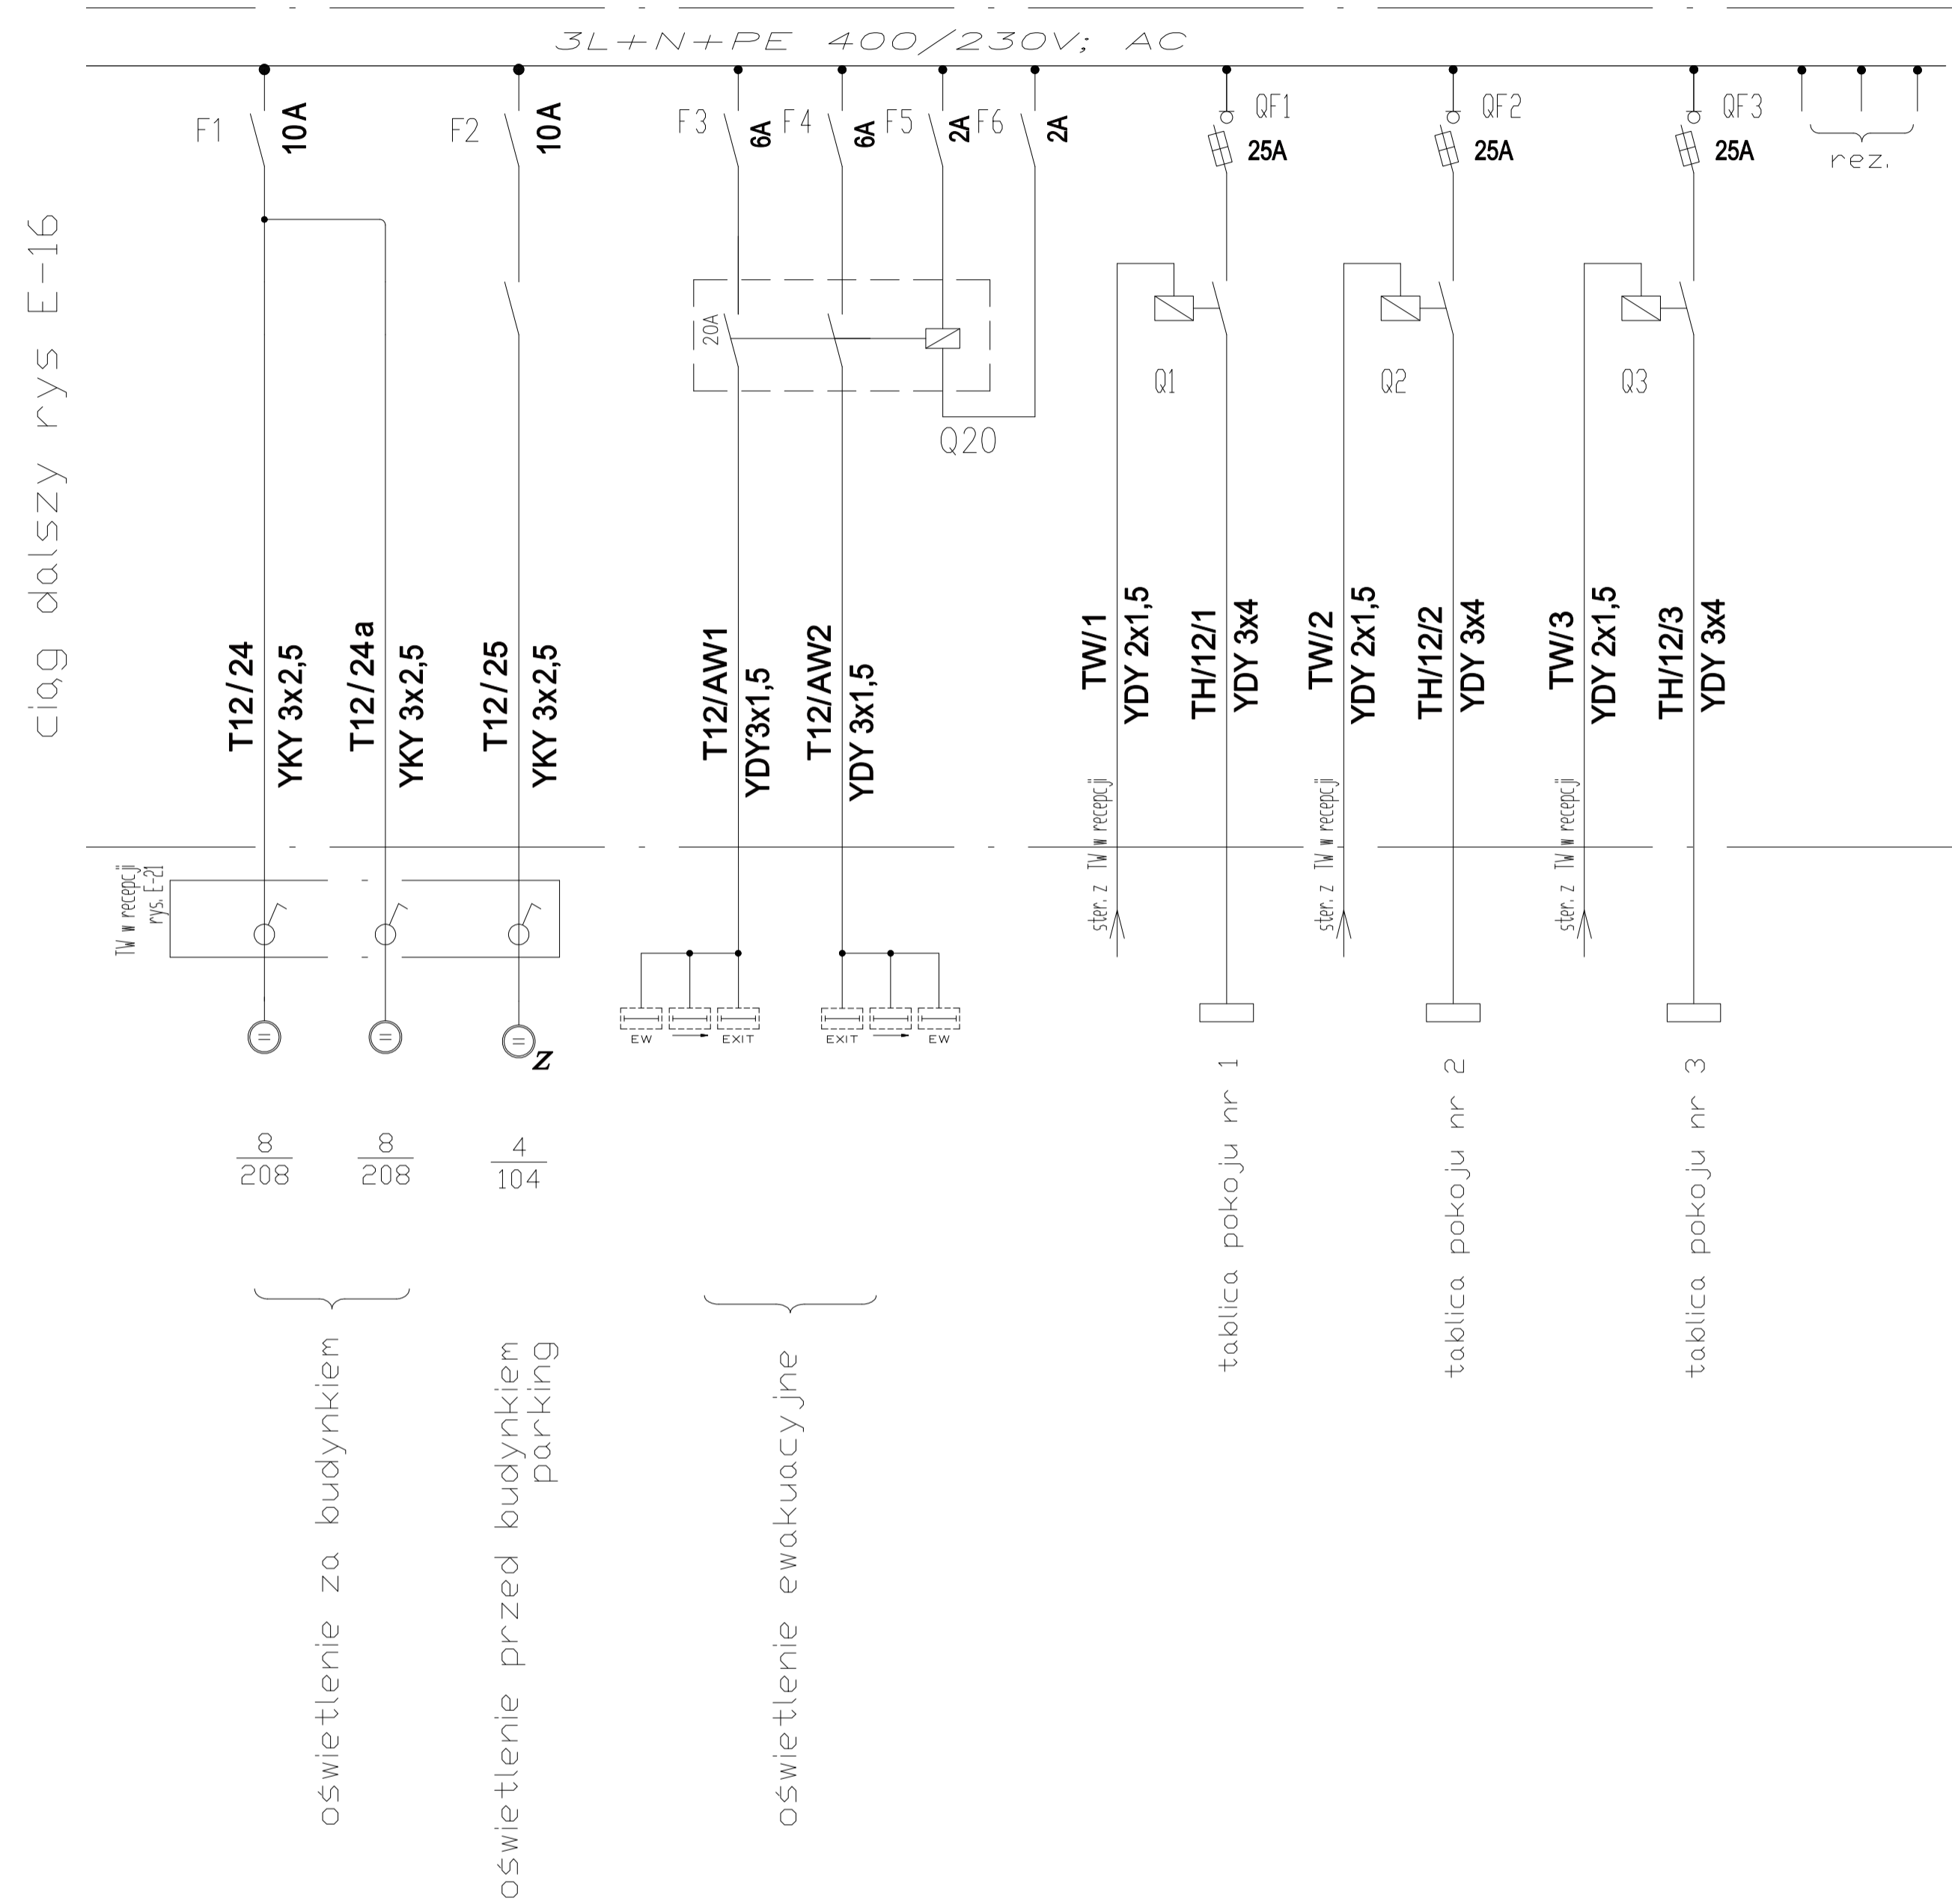 3L+N+PE 400/230V; AC
ciąg dalszy rys E-16
F1
10A
F2
10A
F3
6A
F4
6A
F5
2A
F6
2A
QF1
25A
QF2
25A
QF3
25A
rez.
20A
Q20
Q1
Q2
Q3
T12/24
YKY 3x2,5
T12/24a
YKY 3x2,5
T12/25
YKY 3x2,5
T12/AW1
YDY3x1,5
T12/AW2
YDY 3x1,5
TW/1
YDY 2x1,5
TH/12/1
YDY 3x4
TW/2
YDY 2x1,5
TH/12/2
YDY 3x4
TW/3
YDY 2x1,5
TH/12/3
YDY 3x4
ster. z TW w recepcji
ster. z TW w recepcji
ster. z TW w recepcji
TW w recepcji
rys. E-21
Z
EW
EXIT
EXIT
EW
8
208
8
208
4
104
tablica pokoju nr 1
tablica pokoju nr 2
tablica pokoju nr 3
oświetlenie za budynkiem
oświetlenie przed budynkiem
parking
oświetlenie ewakuacyjne